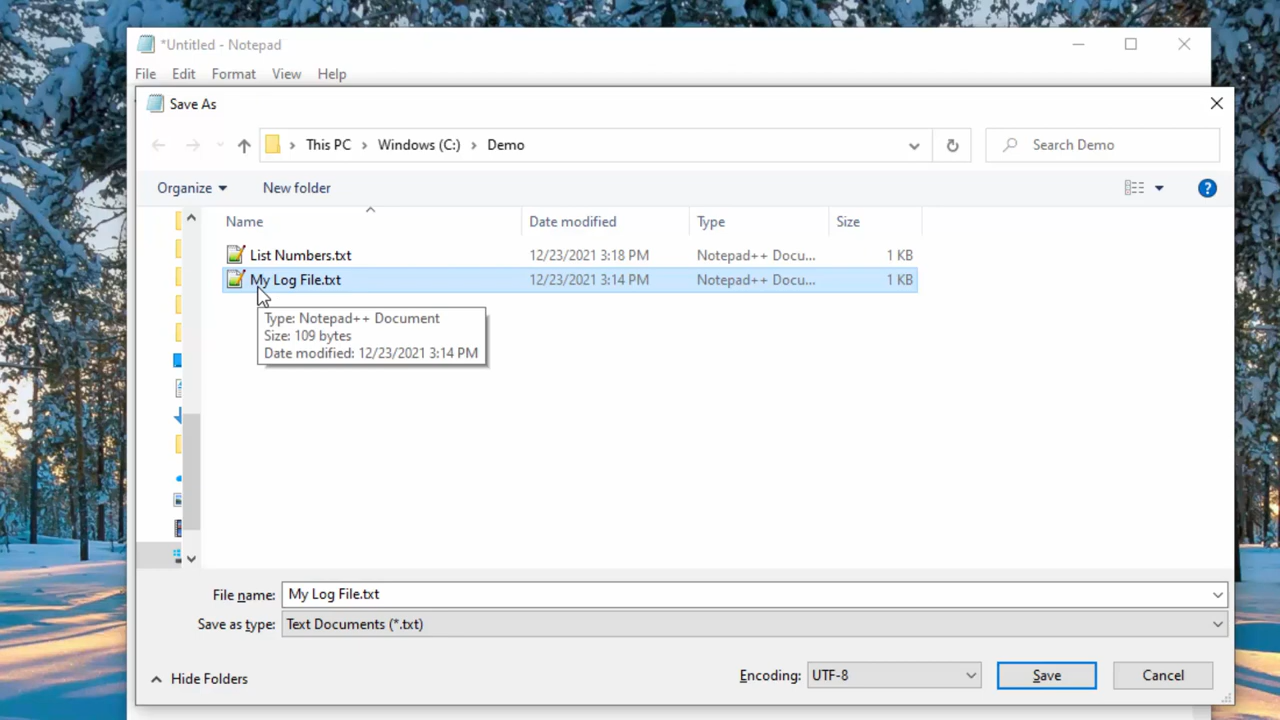 *Untitled - Notepad
File Edit Format View Help
Save As
This PC Windows (C:) Demo Search Demo
Organize New folder ?
Name Date modified Type Size
List Numbers.txt 12/23/2021 3:18 PM Notepad++ Docu... 1 KB
My Log File.txt 12/23/2021 3:14 PM Notepad++ Docu... 1 KB
Type: Notepad++ Document
Size: 109 bytes
Date modified: 12/23/2021 3:14 PM
File name: My Log File.txt
Save as type: Text Documents (*.txt)
Hide Folders Encoding: UTF-8 Save Cancel